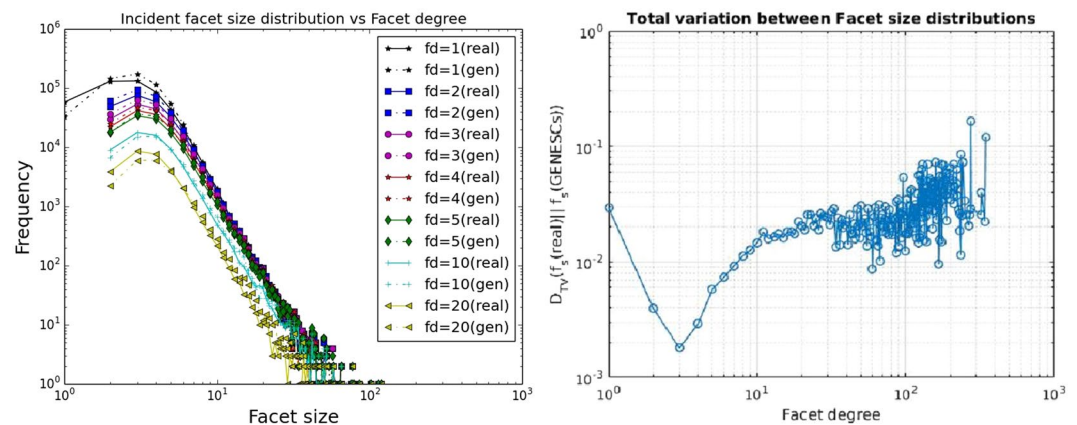 Incident facet size distribution vs Facet degree
10^6
10^5
10^4
10^3
10^2
10^1
10^0
Frequency
10^0 10^1 10^2 10^3
Facet size
fd=1(real)
fd=1(gen)
fd=2(real)
fd=2(gen)
fd=3(real)
fd=3(gen)
fd=4(real)
fd=4(gen)
fd=5(real)
fd=5(gen)
fd=10(real)
fd=10(gen)
fd=20(real)
fd=20(gen)
Total variation between Facet size distributions
10^0
10^-1
10^-2
10^-3
D_TV(f_s(real)|| f_s(GENESCs))
10^0 10^1 10^2 10^3
Facet degree